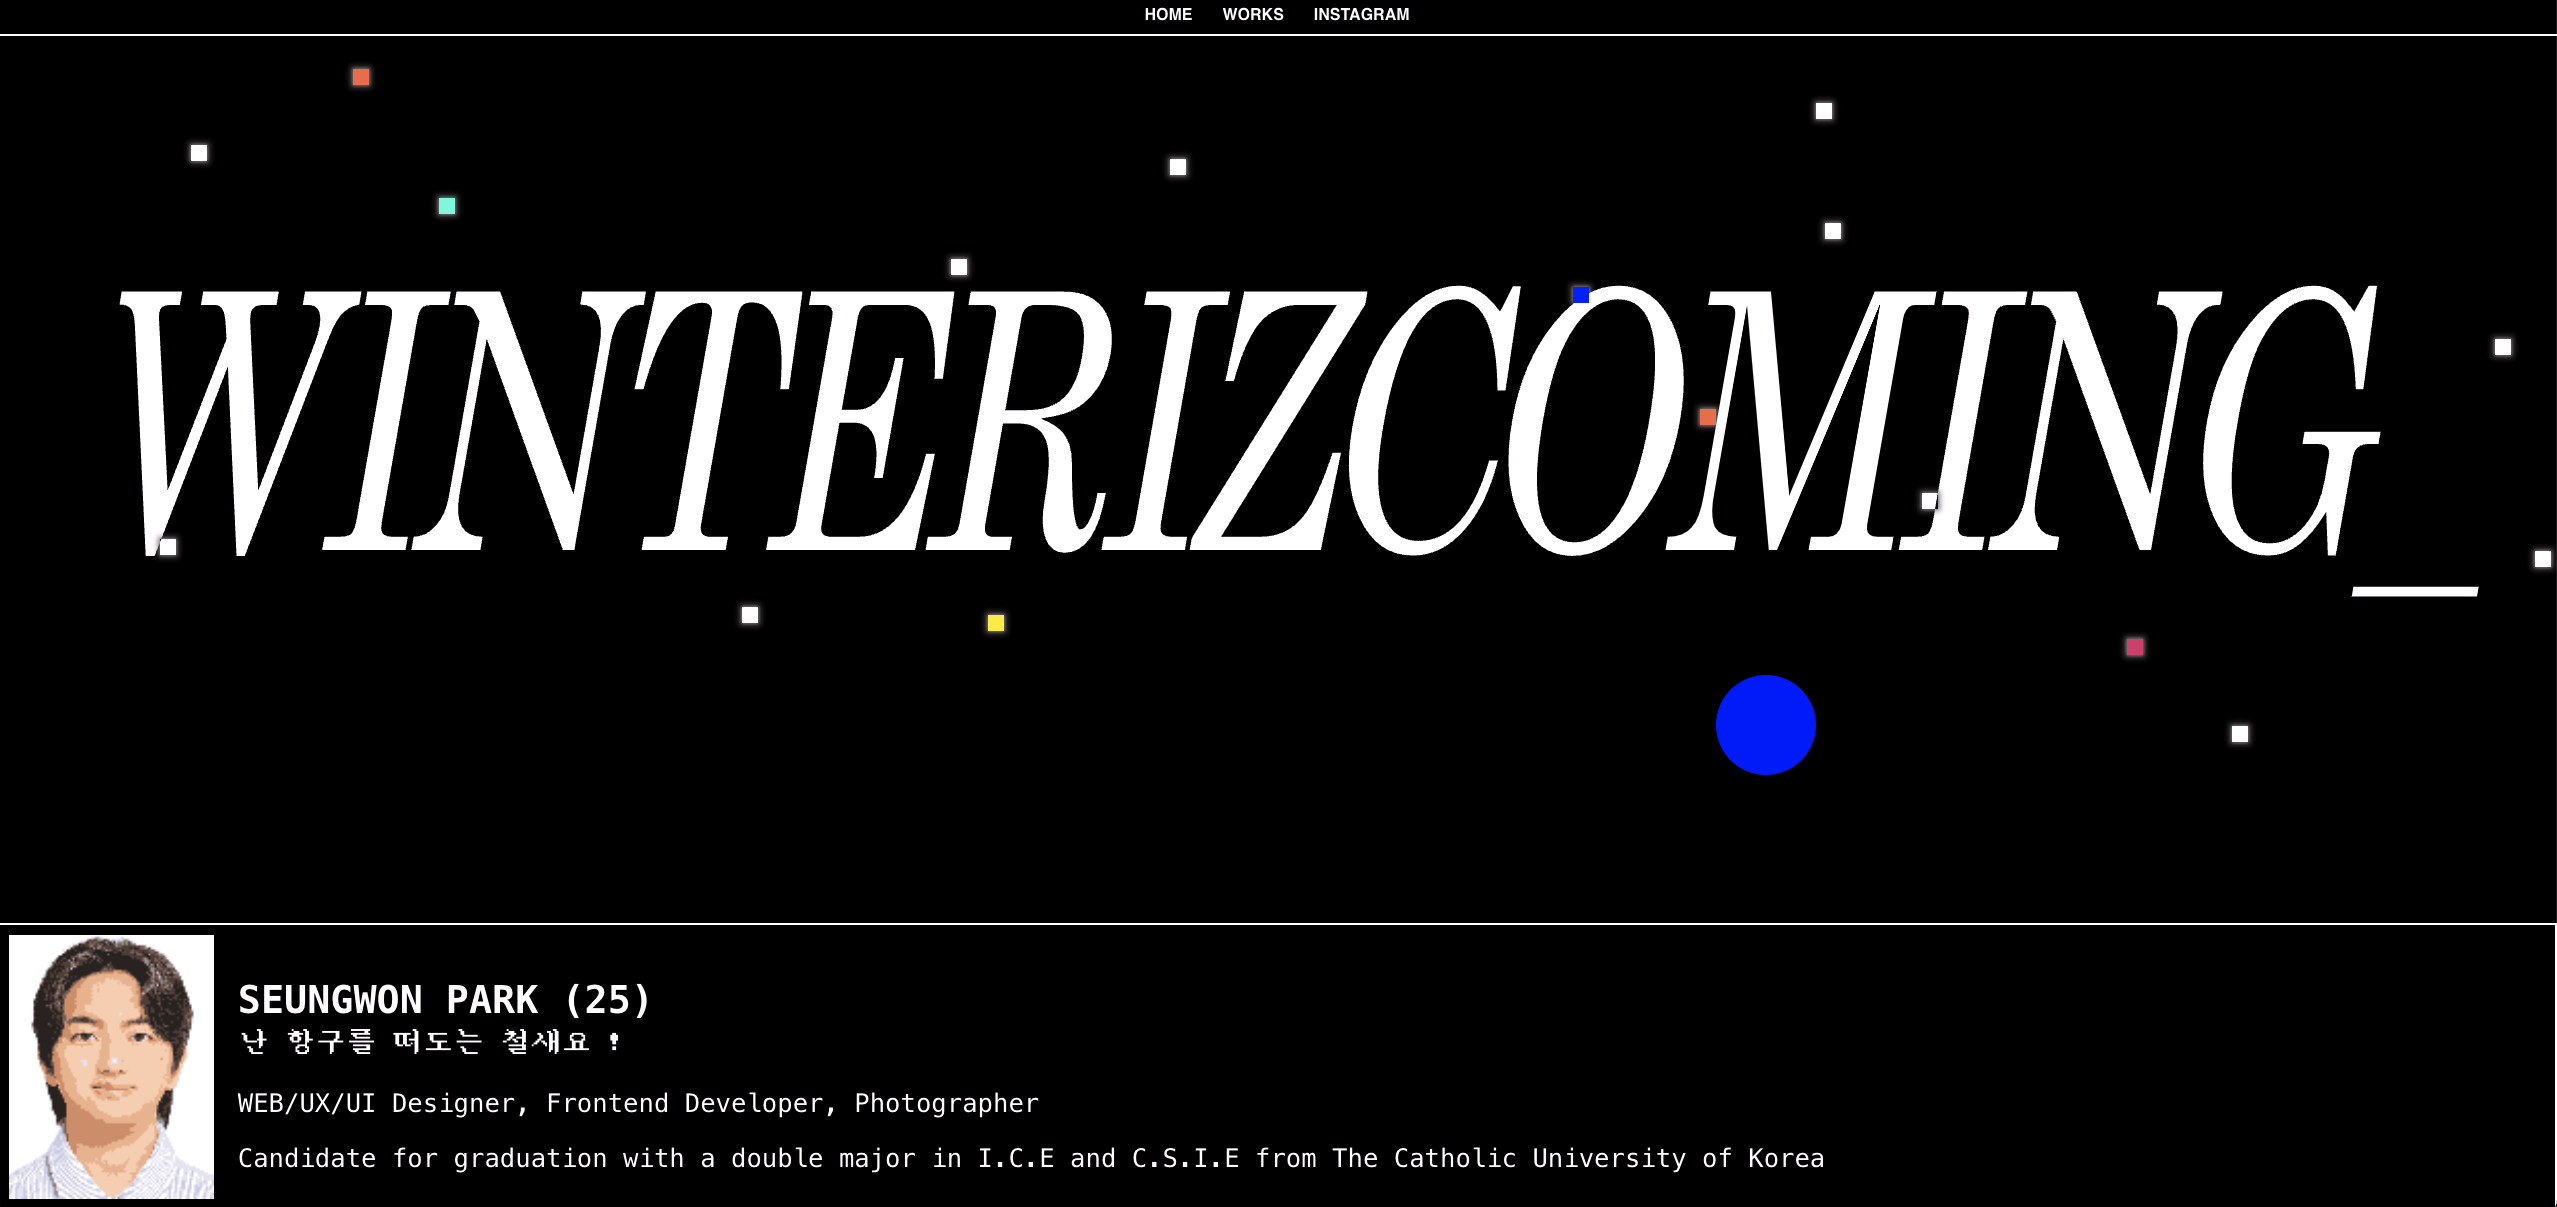 HOME WORKS INSTAGRAM
WINTERIZCOMING_
SEUNGWON PARK (25)
난 항구를 떠도는 철새요 !
WEB/UX/UI Designer, Frontend Developer, Photographer
Candidate for graduation with a double major in I.C.E and C.S.I.E from The Catholic University of Korea